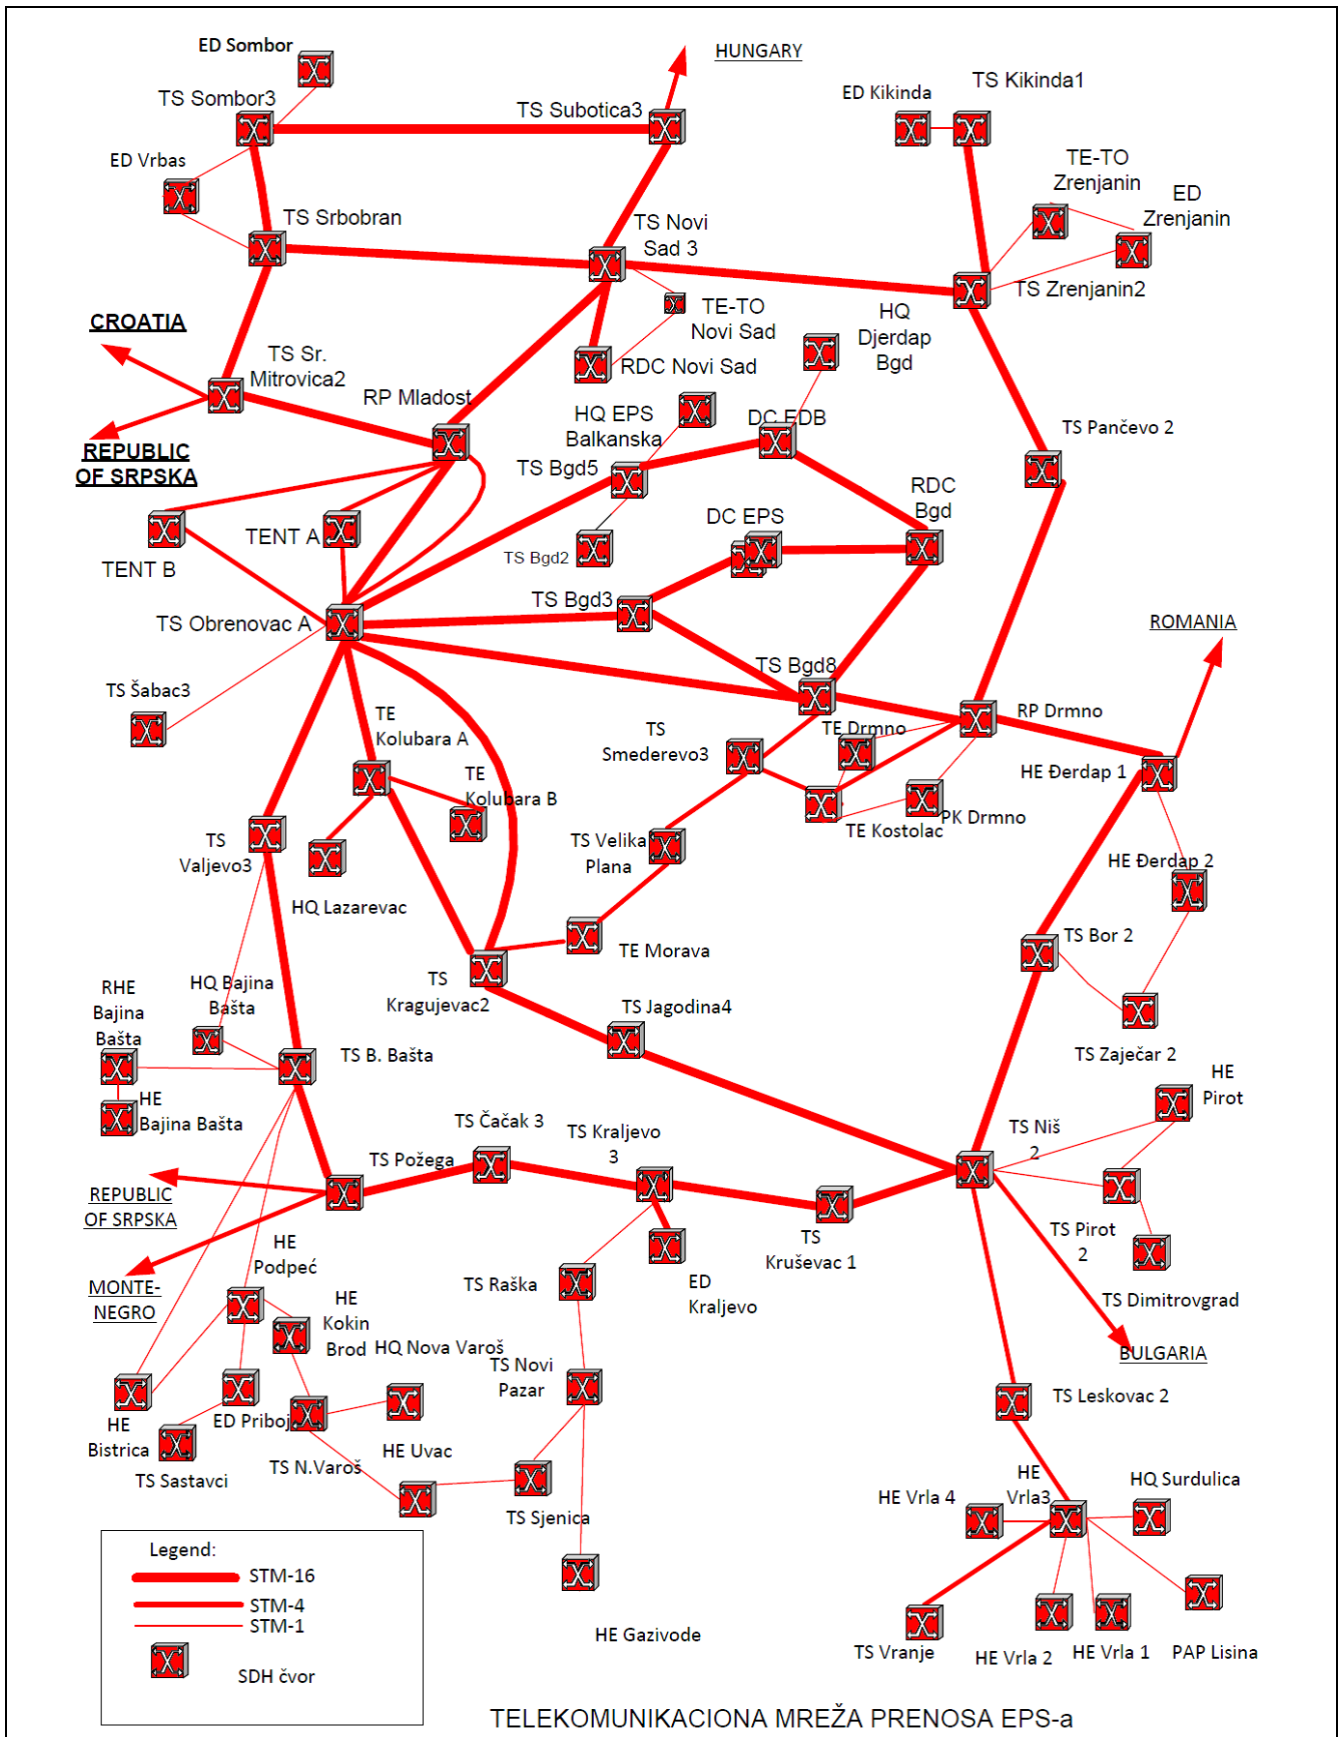 ED Sombor
HUNGARY
TS Sombor3
TS Subotica3
ED Kikinda
TS Kikinda1
ED Vrbas
TE-TO
Zrenjanin
ED
Zrenjanin
TS Srbobran
TS Novi
Sad 3
TS Zrenjanin2
CROATIA
TE-TO
Novi Sad
HQ
Djerdap
Bgd
TS Sr.
Mitrovica2
RDC Novi Sad
RP Mladost
HQ EPS
Balkanska
DC EDB
TS Pančevo 2
REPUBLIC
OF SRPSKA
TS Bgd5
RDC
Bgd
TENT A
DC EPS
TENT B
TS Bgd2
TS Obrenovac A
TS Bgd3
ROMANIA
TS Bgd8
TS Šabac3
TE
Kolubara A
TS
Smederevo3
TE Drmno
RP Drmno
HE Đerdap 1
TE
Kolubara B
TE Kostolac
PK Drmno
TS
Valjevo3
TS Velika
Plana
HE Đerdap 2
HQ Lazarevac
TS Bor 2
TE Morava
TS
Kragujevac2
RHE
Bajina
Bašta
HQ Bajina
Bašta
TS Jagodina4
TS B. Bašta
TS Zaječar 2
HE
Pirot
HE
Bajina Bašta
TS Čačak 3
TS Kraljevo
3
TS Niš
2
TS Požega
REPUBLIC
OF SRPSKA
TS
Kruševac 1
TS Pirot
2
HE
Podpeć
MONTE-
NEGRO
TS Raška
ED
Kraljevo
TS Dimitrovgrad
HE
Kokin
Brod
HQ Nova Varoš
TS Novi
Pazar
BULGARIA
TS Leskovac 2
HE
Bistrica
ED Priboj
TS Sastavci
TS N.Varoš
HE Uvac
TS Sjenica
HE Vrla 4
HE
Vrla3
HQ Surdulica
Legend:
STM-16
STM-4
STM-1
SDH čvor
HE Gazivode
TS Vranje
HE Vrla 2
HE Vrla 1
PAP Lisina
TELEKOMUNIKACIONA MREŽA PRENOSA EPS-a